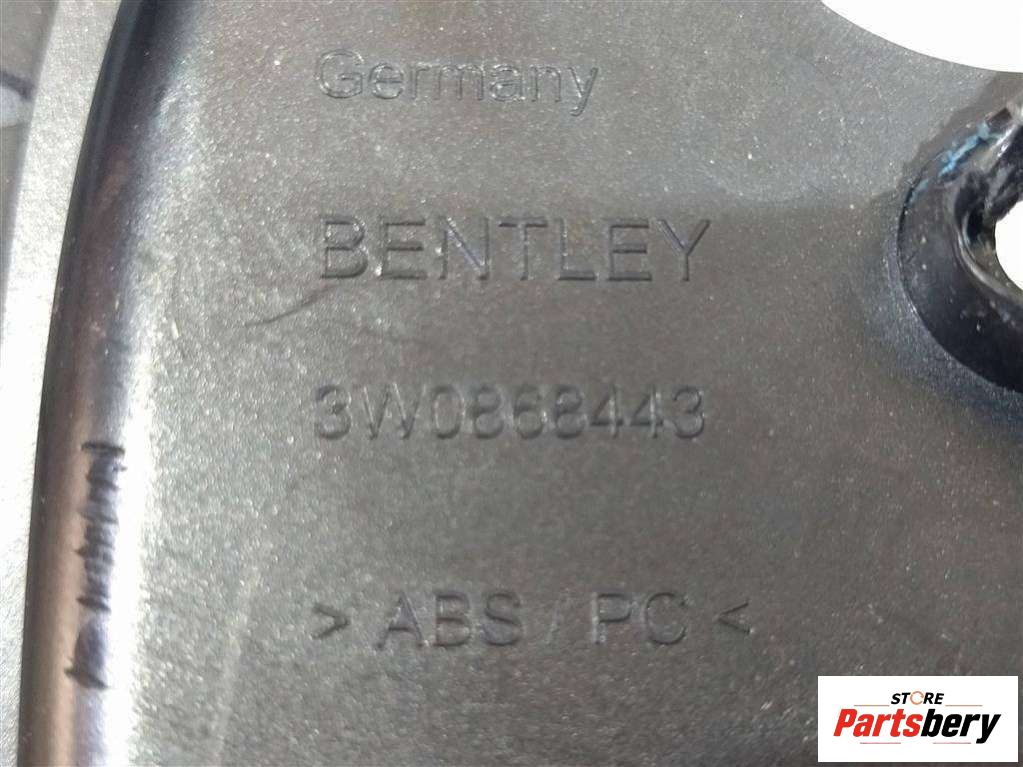 Germany
BENTLEY
3W0868443
> ABS / PC <
STORE
Partsbery